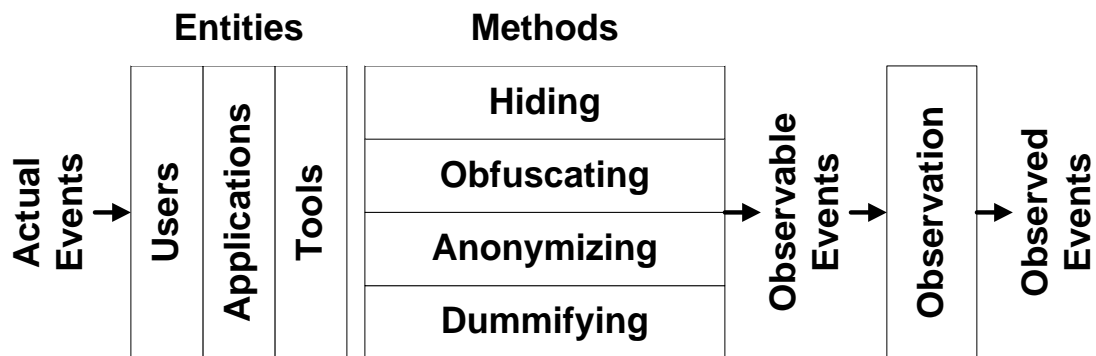 Entities
Methods
Actual
Events
Users
Applications
Tools
Hiding
Obfuscating
Anonymizing
Dummifying
Observable
Events
Observation
Observed
Events